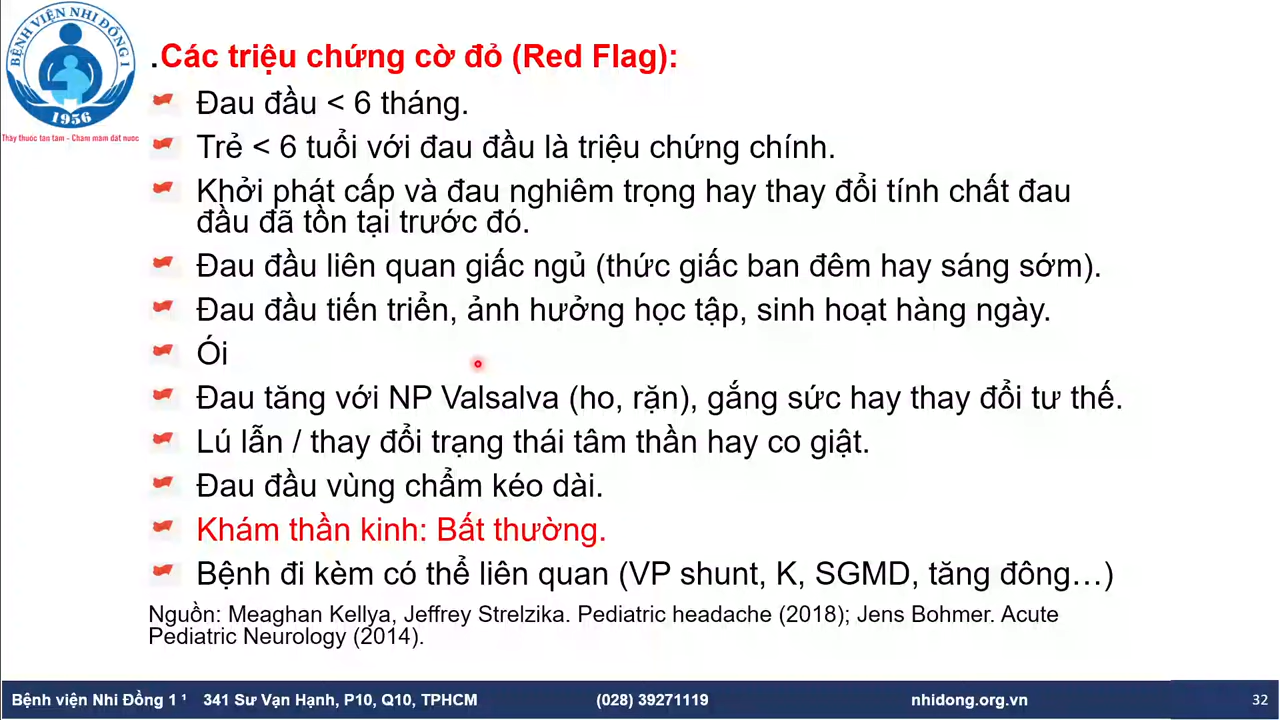 BỆNH VIỆN NHI ĐỒNG 1
1956
Thầy thuốc tận tâm - Chăm mầm đất nước
.Các triệu chứng cờ đỏ (Red Flag):
Đau đầu < 6 tháng.
Trẻ < 6 tuổi với đau đầu là triệu chứng chính.
Khởi phát cấp và đau nghiêm trọng hay thay đổi tính chất đau
đầu đã tồn tại trước đó.
Đau đầu liên quan giấc ngủ (thức giấc ban đêm hay sáng sớm).
Đau đầu tiến triển, ảnh hưởng học tập, sinh hoạt hàng ngày.
Ói
Đau tăng với NP Valsalva (ho, rặn), gắng sức hay thay đổi tư thế.
Lú lẫn / thay đổi trạng thái tâm thần hay co giật.
Đau đầu vùng chẩm kéo dài.
Khám thần kinh: Bất thường.
Bệnh đi kèm có thể liên quan (VP shunt, K, SGMD, tăng đông...)
Nguồn: Meaghan Kellya, Jeffrey Strelzika. Pediatric headache (2018); Jens Bohmer. Acute
Pediatric Neurology (2014).
Bệnh viện Nhi Đồng 1 ¹ 341 Sư Vạn Hạnh, P10, Q10, TPHCM (028) 39271119 nhidong.org.vn 32